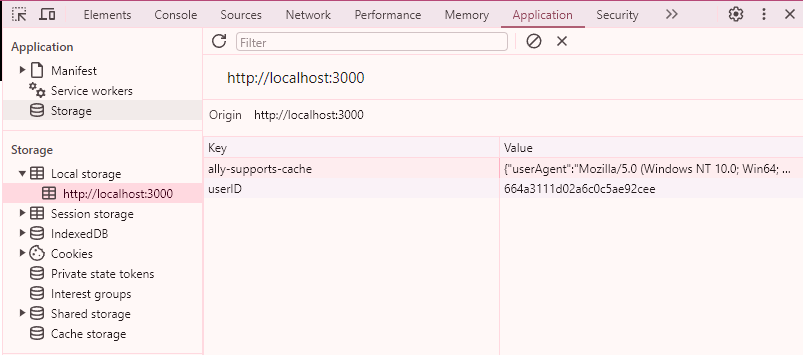 Elements Console Sources Network Performance Memory Application Security
Application
Manifest
Service workers
Storage
Storage
Local storage
http://localhost:3000
Session storage
IndexedDB
Cookies
Private state tokens
Interest groups
Shared storage
Cache storage
Filter
http://localhost:3000
Origin http://localhost:3000
Key Value
ally-supports-cache {"userAgent":"Mozilla/5.0 (Windows NT 10.0; Win64; ...
userID 664a3111d02a6c0c5ae92cee